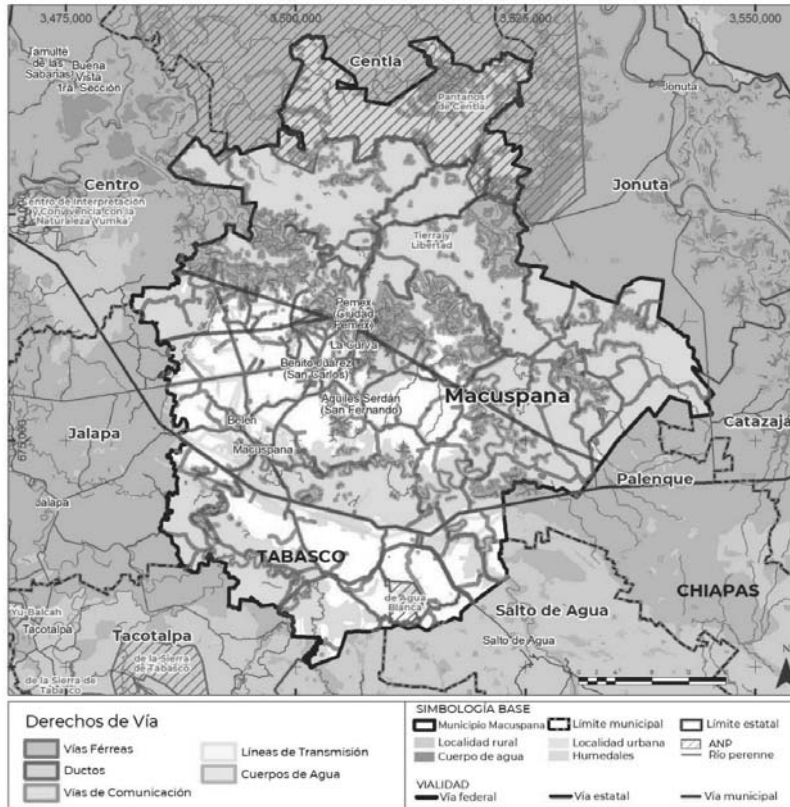 3,475,000
3,500,000
3,525,000
3,550,000
Tamulté
de las
Sabanas
Buena
Vista
1ra. Sección
Centla
Pantanos
de Centla
Jonuta
Centro
Jonuta
Centro de Interpretación
y Convivencia con la
Naturaleza Yumka'
Tierra y
Libertad
Pemex
(Ciudad
Pemex)
La Curva
Benito Juárez
(San Carlos)
Aquiles Serdán
(San Fernando)
Macuspana
Belén
Catazajá
675,000
Jalapa
Macuspana
Palenque
Jalapa
TABASCO
CHIAPAS
de Agua
Blanca
Salto de Agua
Yu-Balcah
Tacotalpa
Tacotalpa
Salto de Agua
de la Sierra
de Tabasco
de la Sierra de
Tabasco
N
Derechos de Vía
Vías Férreas
Ductos
Vías de Comunicación
Líneas de Transmisión
Cuerpos de Agua
SIMBOLOGÍA BASE
Municipio Macuspana
Límite municipal
Límite estatal
Localidad rural
Localidad urbana
ANP
Cuerpo de agua
Humedales
Río perenne
VIALIDAD
Vía federal
Vía estatal
Vía municipal